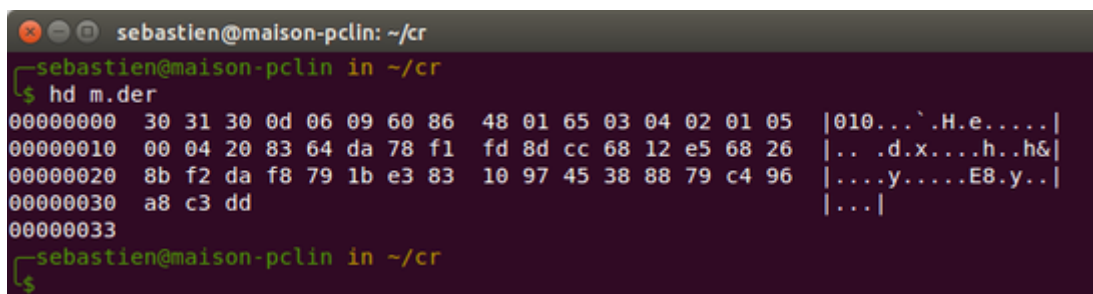 sebastien@maison-pclin: ~/cr
sebastien@maison-pclin in ~/cr
$ hd m.der
00000000  30 31 30 0d 06 09 60 86  48 01 65 03 04 02 01 05  |010...`.H.e.....|
00000010  00 04 20 83 64 da 78 f1  fd 8d cc 68 12 e5 68 26  |.. .d.x....h..h&|
00000020  8b f2 da f8 79 1b e3 83  10 97 45 38 88 79 c4 96  |....y.....E8.y..|
00000030  a8 c3 dd                                          |...|
00000033
sebastien@maison-pclin in ~/cr
$